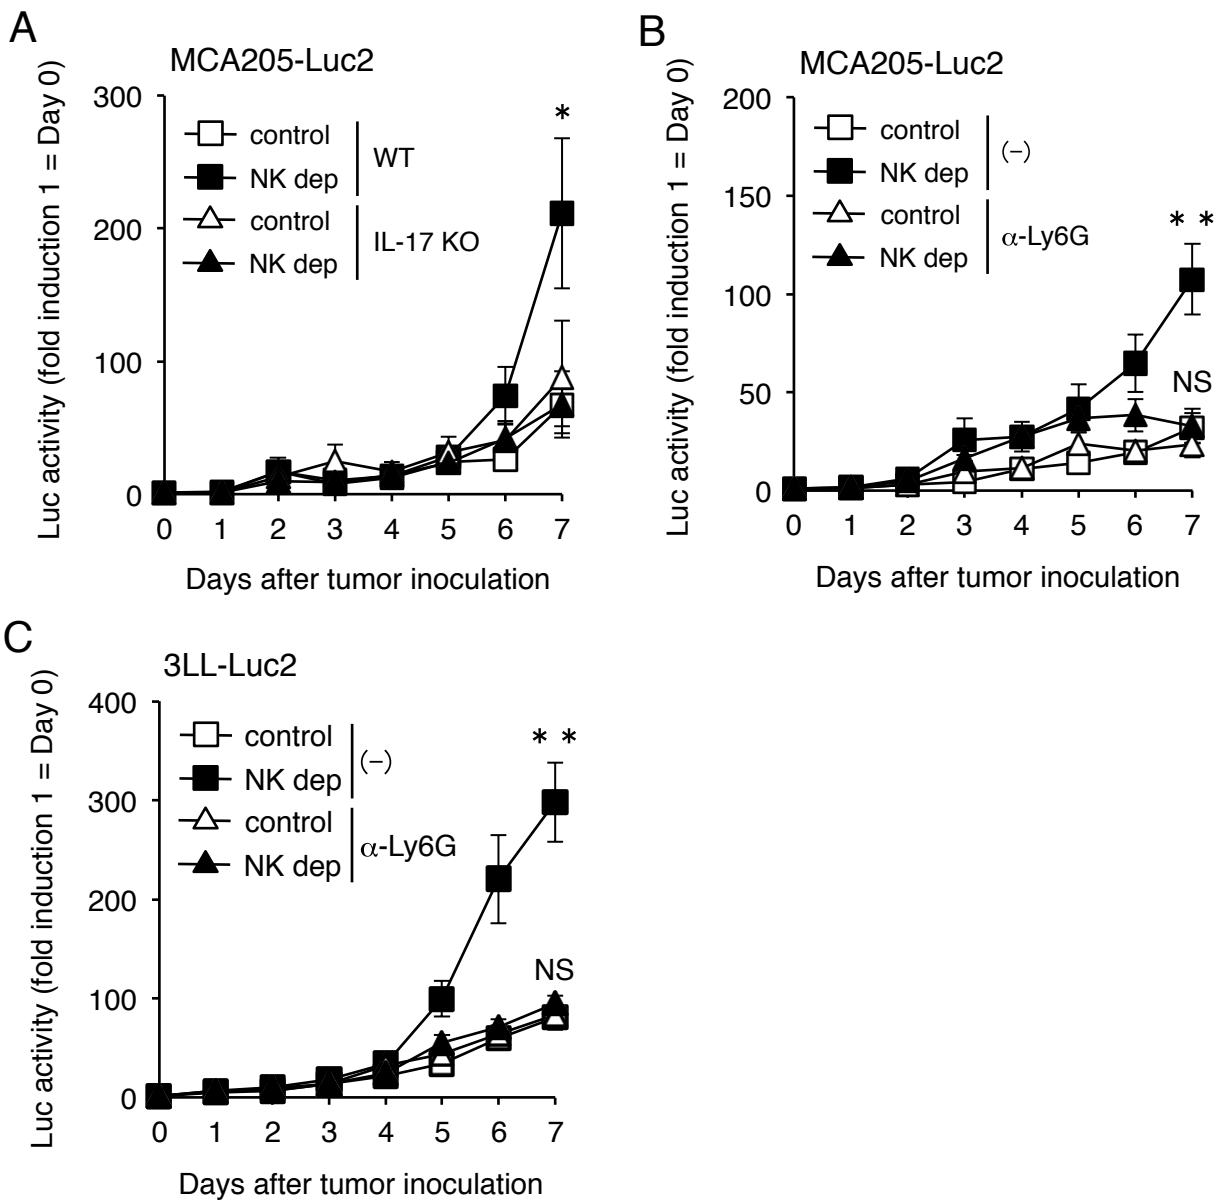 A
MCA205-Luc2
Luc activity (fold induction 1 = Day 0)
300
200
100
0
control
NK dep
WT
control
NK dep
IL-17 KO
*
0 1 2 3 4 5 6 7
Days after tumor inoculation
B
MCA205-Luc2
Luc activity (fold induction 1 = Day 0)
200
150
100
50
0
control
NK dep
(−)
control
NK dep
α-Ly6G
* *
NS
0 1 2 3 4 5 6 7
Days after tumor inoculation
C
3LL-Luc2
Luc activity (fold induction 1 = Day 0)
400
300
200
100
0
control
NK dep
(−)
control
NK dep
α-Ly6G
* *
NS
0 1 2 3 4 5 6 7
Days after tumor inoculation